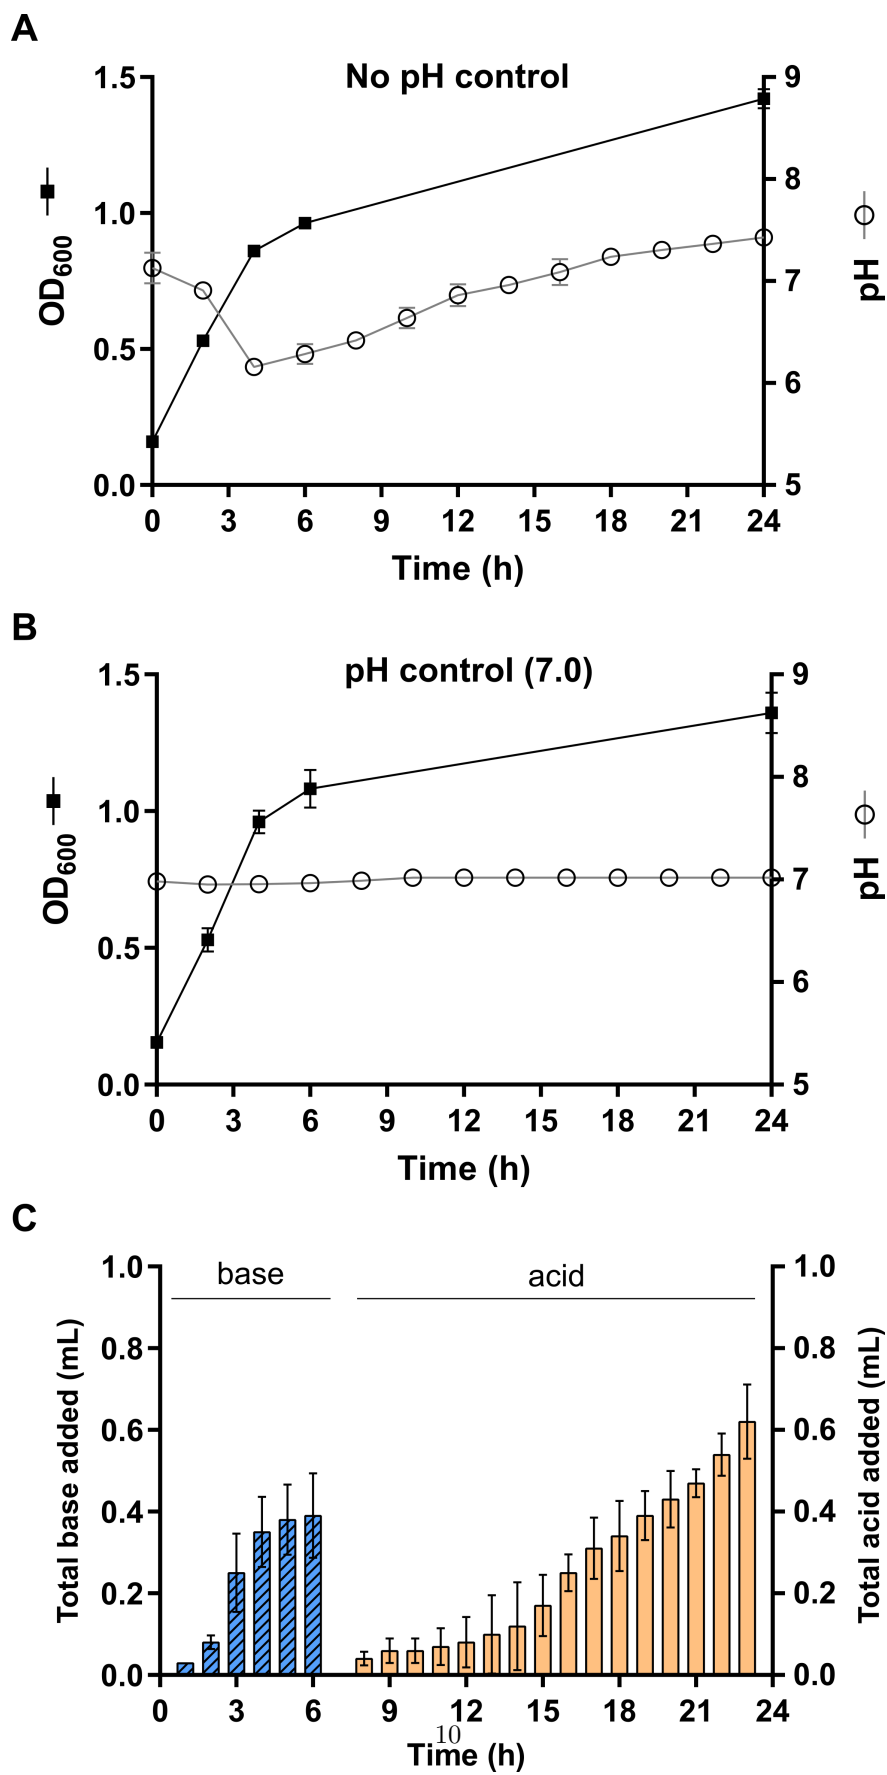 A
No pH control
1.5
1.0
0.5
0.0
OD600
9
8
7
6
5
pH
0 3 6 9 12 15 18 21 24
Time (h)
B
pH control (7.0)
1.5
1.0
0.5
0.0
OD600
9
8
7
6
5
pH
0 3 6 9 12 15 18 21 24
Time (h)
C
base acid
1.0
0.8
0.6
0.4
0.2
0.0
Total base added (mL)
1.0
0.8
0.6
0.4
0.2
0.0
Total acid added (mL)
0 3 6 9 12 15 18 21 24
10
Time (h)